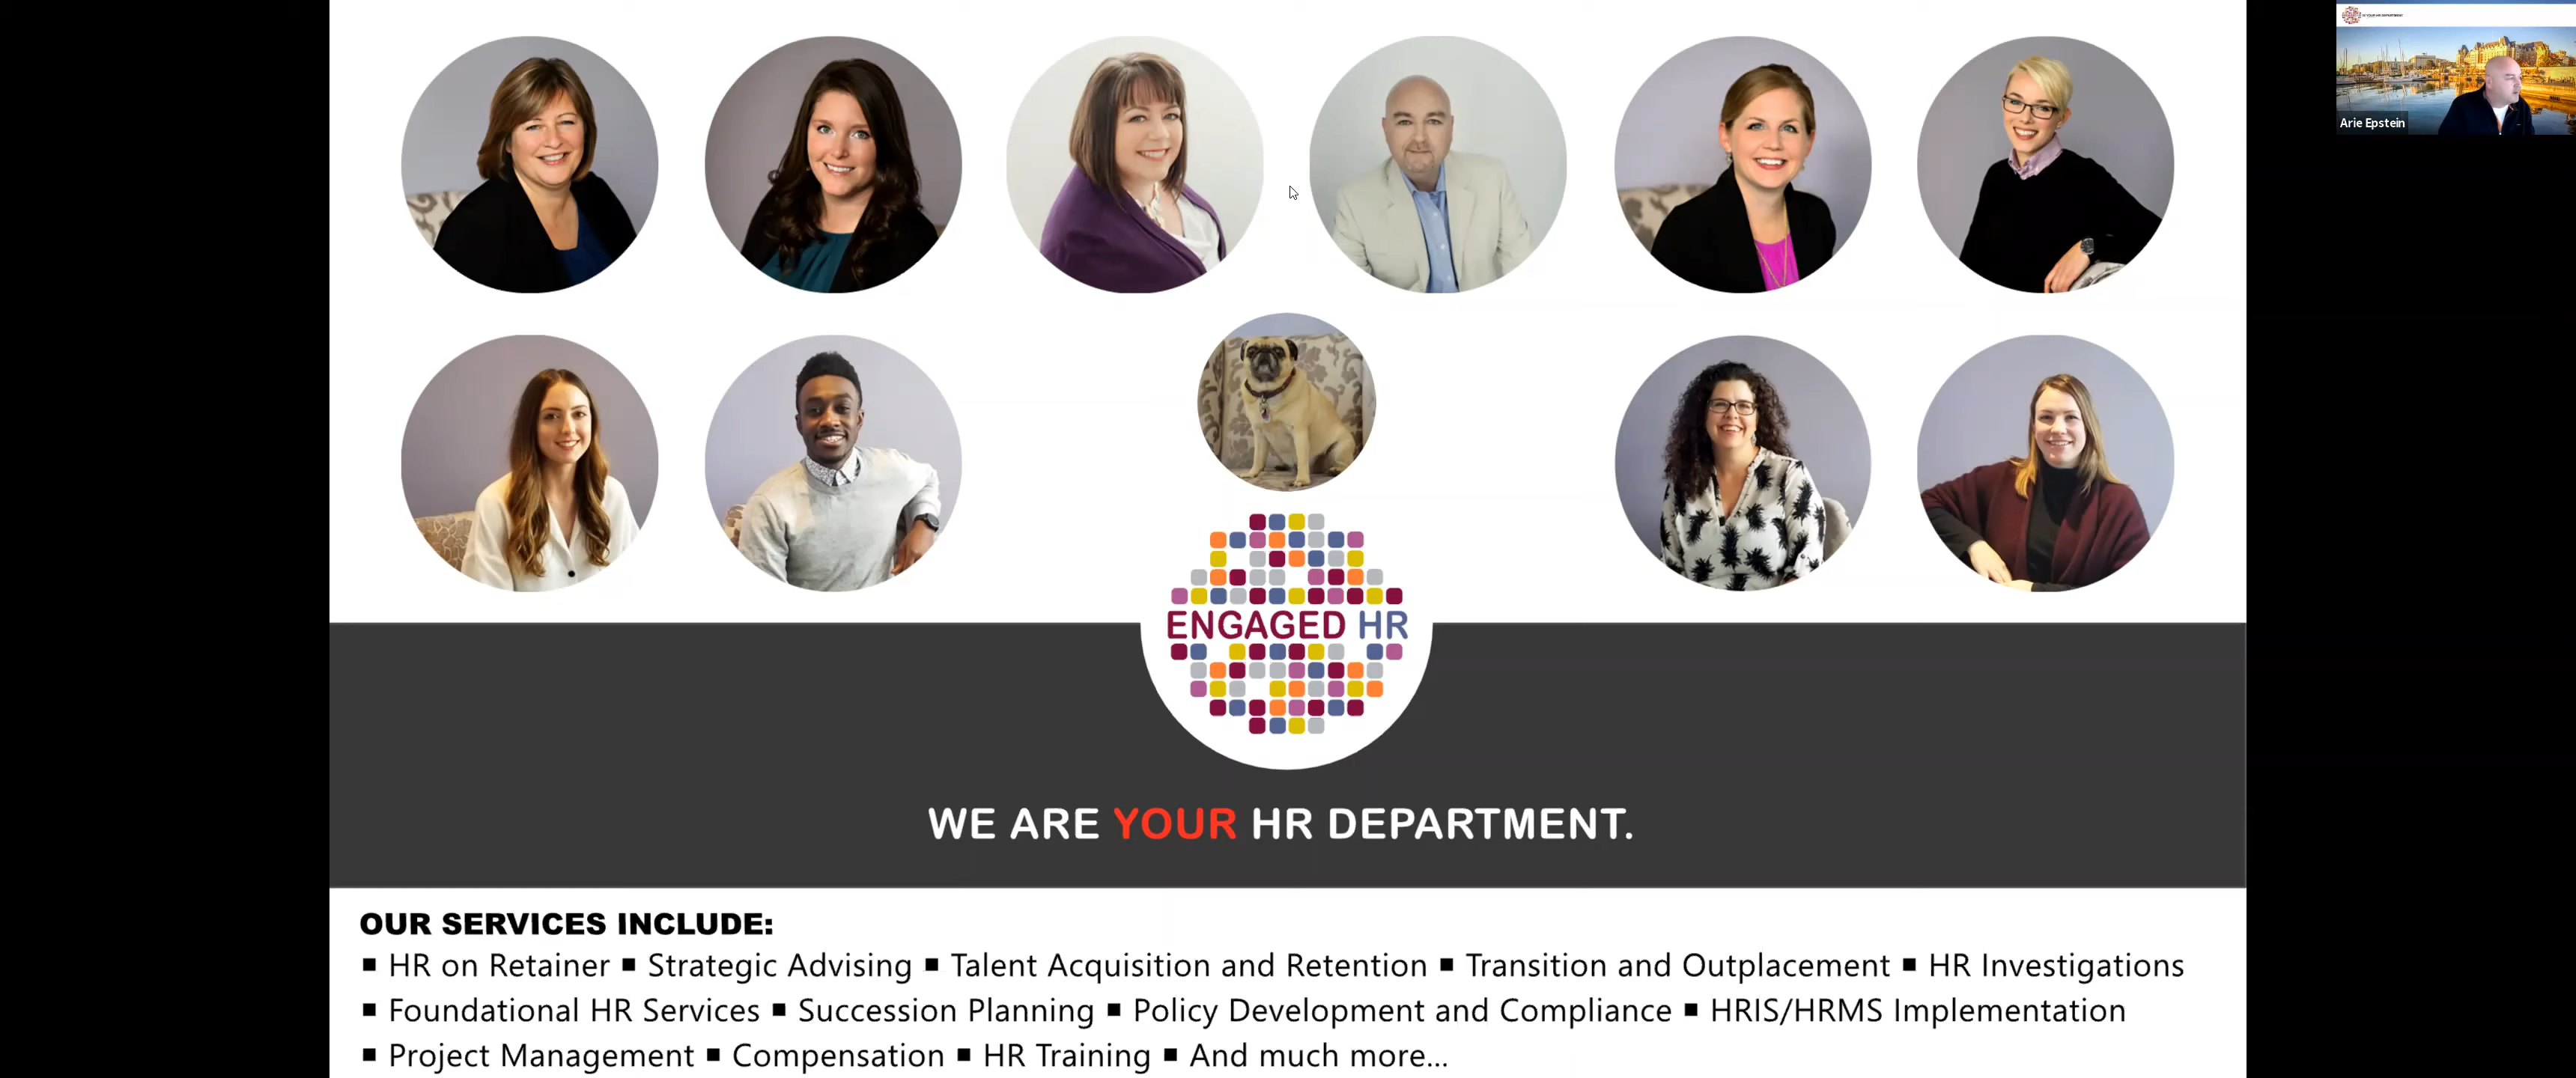 Arie Epstein
ENGAGED HR
WE ARE YOUR HR DEPARTMENT.
OUR SERVICES INCLUDE:
▪ HR on Retainer ▪ Strategic Advising ▪ Talent Acquisition and Retention ▪ Transition and Outplacement ▪ HR Investigations
▪ Foundational HR Services ▪ Succession Planning ▪ Policy Development and Compliance ▪ HRIS/HRMS Implementation
▪ Project Management ▪ Compensation ▪ HR Training ▪ And much more...